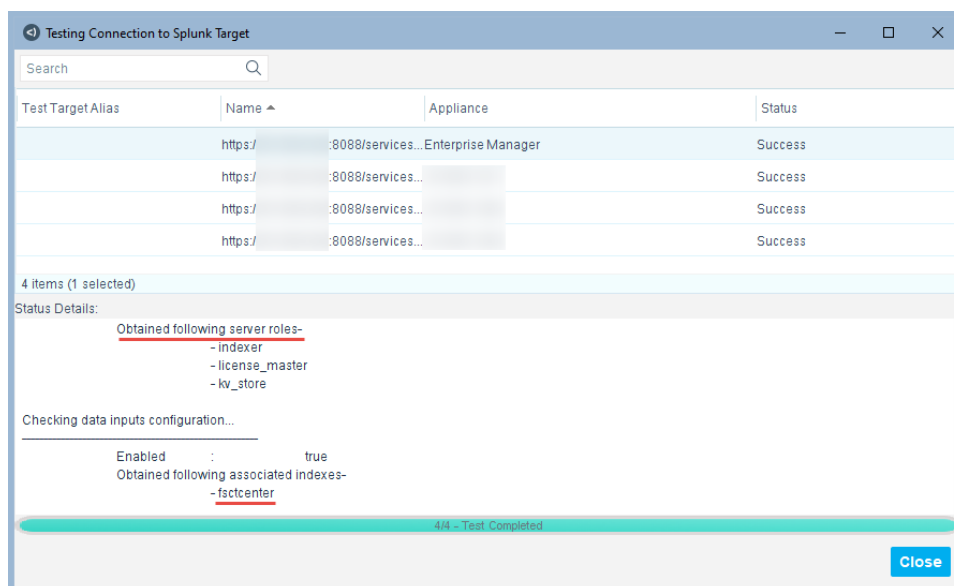 Testing Connection to Splunk Target
Search
Test Target Alias Name Appliance Status
https:/ :8088/services... Enterprise Manager Success
https:/ :8088/services... Success
https:/ :8088/services... Success
https:/ :8088/services... Success
4 items (1 selected)
Status Details:
Obtained following server roles-
- indexer
- license_master
- kv_store
Checking data inputs configuration...
Enabled : true
Obtained following associated indexes-
- fsctcenter
4/4 - Test Completed
Close